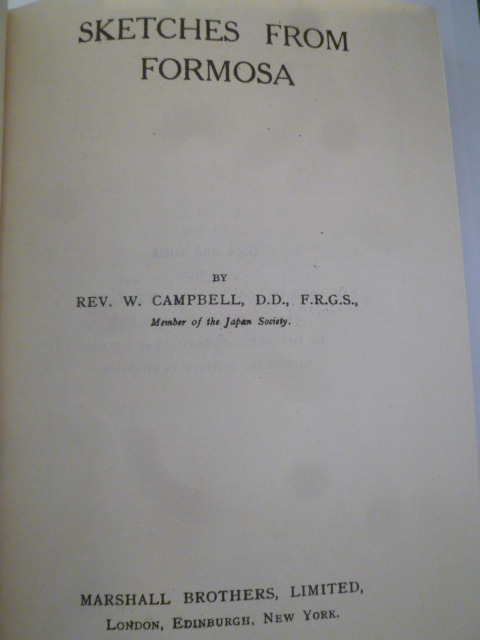 SKETCHES FROM
FORMOSA
BY
REV. W. CAMPBELL, D.D., F.R.G.S.,
Member of the Japan Society.
MARSHALL BROTHERS, LIMITED,
LONDON, EDINBURGH, NEW YORK.